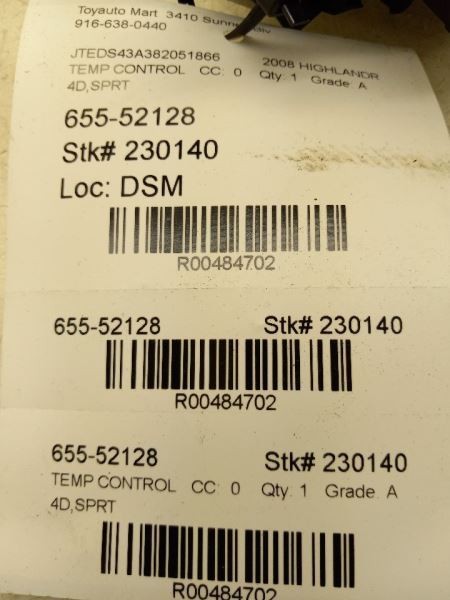 Toyauto Mart 3410
916-638-0440
JTEDS43A382051866 2008 HIGHLANDR
TEMP CONTROL CC: 0 Qty: 1 Grade: A
4D,SPRT
655-52128
Stk# 230140
Loc: DSM
R00484702
655-52128 Stk# 230140
R00484702
655-52128 Stk# 230140
TEMP CONTROL CC: 0 Qty: 1 Grade: A
4D,SPRT
R00484702